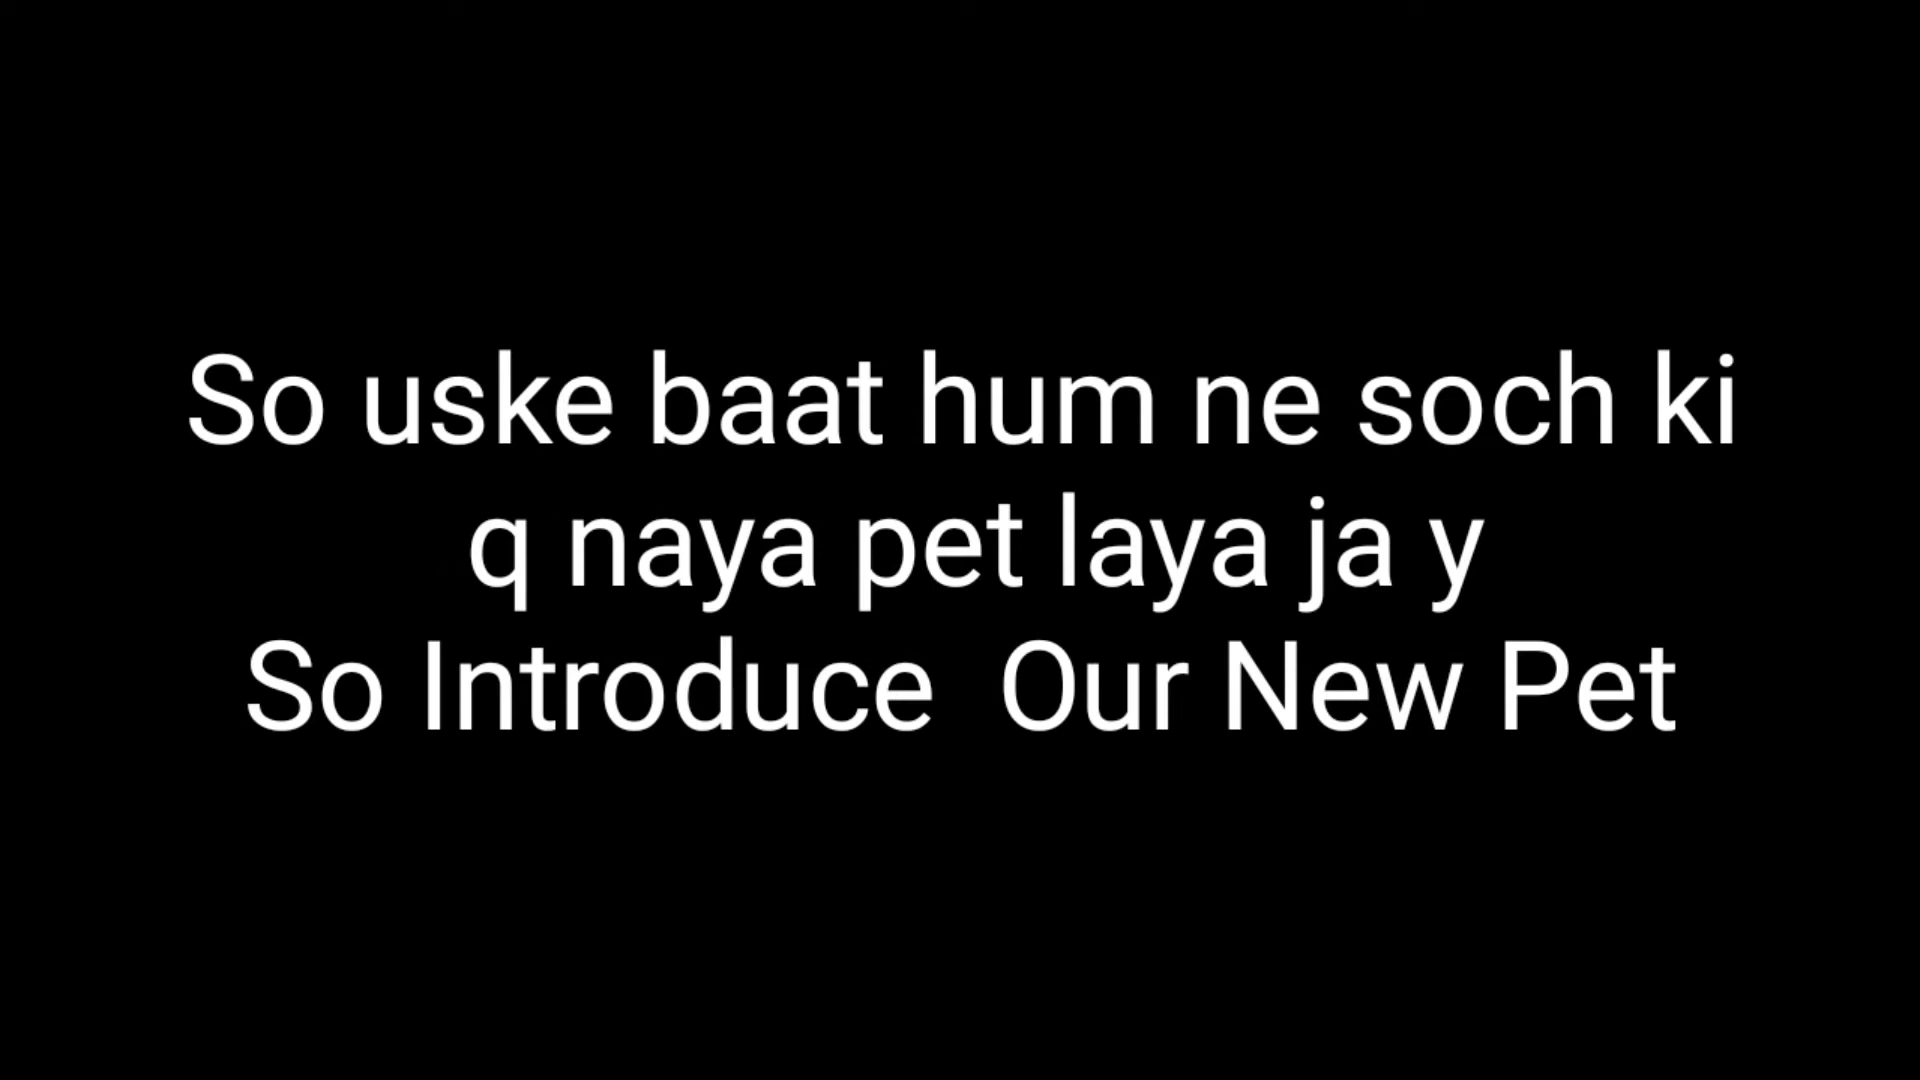 So uske baat hum ne soch ki
q naya pet laya ja y
So Introduce  Our New Pet